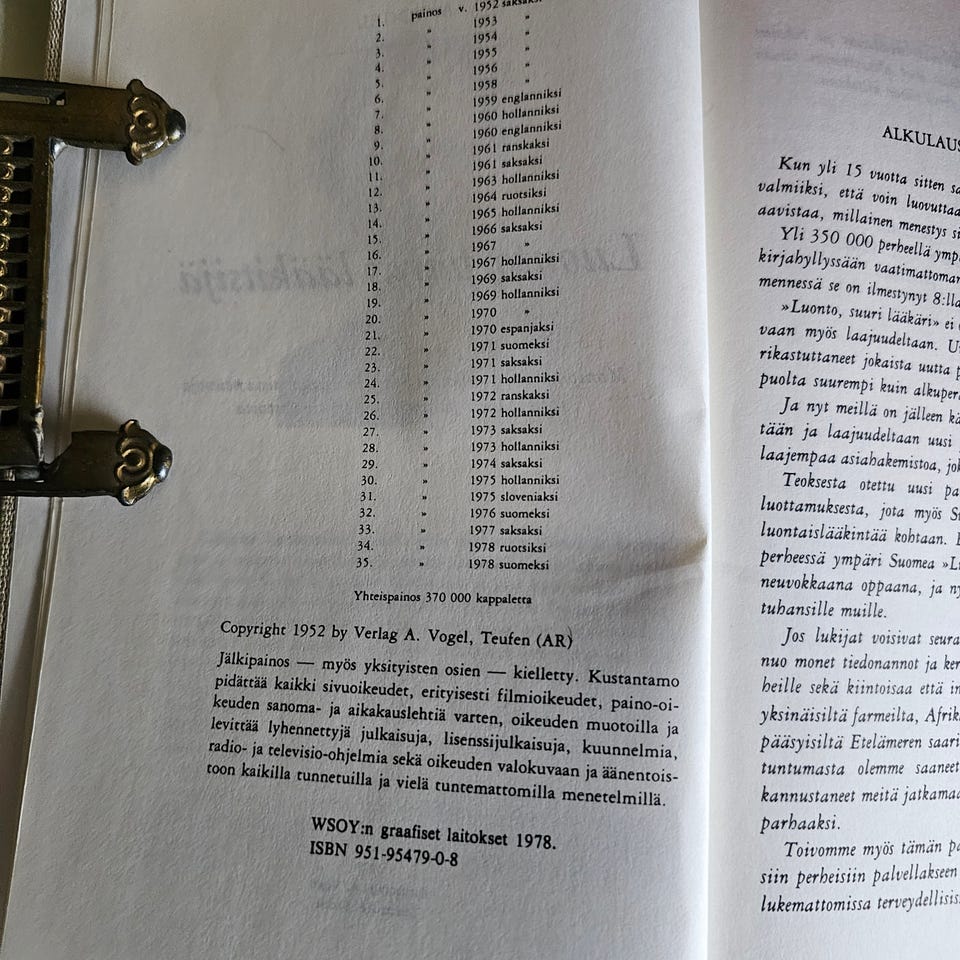 1. painos v. 1952
2. » 1953 »
3. » 1954 »
4. » 1955 »
5. » 1956 »
6. » 1958 »
7. » 1959 englanniksi
8. » 1960 hollanniksi
9. » 1960 englanniksi
10. » 1961 ranskaksi
11. » 1961 saksaksi
12. » 1963 hollanniksi
13. » 1964 ruotsiksi
14. » 1965 hollanniksi
15. » 1966 saksaksi
16. » 1967 »
17. » 1967 hollanniksi
18. » 1969 saksaksi
19. » 1969 hollanniksi
20. » 1970 »
21. » 1970 espanjaksi
22. » 1971 suomeksi
23. » 1971 saksaksi
24. » 1971 hollanniksi
25. » 1972 ranskaksi
26. » 1972 hollanniksi
27. » 1973 saksaksi
28. » 1973 hollanniksi
29. » 1974 saksaksi
30. » 1975 hollanniksi
31. » 1975 sloveniaksi
32. » 1976 suomeksi
33. » 1977 saksaksi
34. » 1978 ruotsiksi
35. » 1978 suomeksi
Yhteispainos 370 000 kappaletta
Copyright 1952 by Verlag A. Vogel, Teufen (AR)
Jälkipainos — myös yksityisten osien — kielletty. Kustantamo
pidättää kaikki sivuoikeudet, erityisesti filmioikeudet, paino-oi-
keuden sanoma- ja aikakauslehtiä varten, oikeuden muotoilla ja
levittää lyhennettyjä julkaisuja, lisenssijulkaisuja, kuunnelmia,
radio- ja televisio-ohjelmia sekä oikeuden valokuvaan ja äänentois-
toon kaikilla tunnetuilla ja vielä tuntemattomilla menetelmillä.
WSOY:n graafiset laitokset 1978.
ISBN 951-95479-0-8
Kun yli 15 vuotta sitten
valmiiksi, että voin luovuttaa
aavistaa, millainen menestys
Yli 350 000 perheellä
kirjahyllyssään
mennessä se on ilmestynyt
»Luonto, suuri lääkäri» ei
vaan myös laajuudeltaan.
rikastuttaneet jokaista uutta
puolta suurempi kuin
Ja nyt meillä on jälleen
tään ja laajuudeltaan uusi
laajempaa asiahakemistoa,
Teoksesta otettu uusi
luottamuksesta, jota myös
luontaislääkintää kohtaan.
perheessä ympäri Suomea
neuvokkaana oppaana, ja
tuhansille muille.
Jos lukijat voisivat
nuo monet tiedonannot ja
heille sekä kiintoisaa että
yksinäisiltä farmeilta,
pääsyisiltä Etelämeren
tuntumasta olemme saaneet
kannustaneet meitä
parhaaksi.
Toivomme myös tämän
siin perheisiin palvellakseen
lukemattomissa